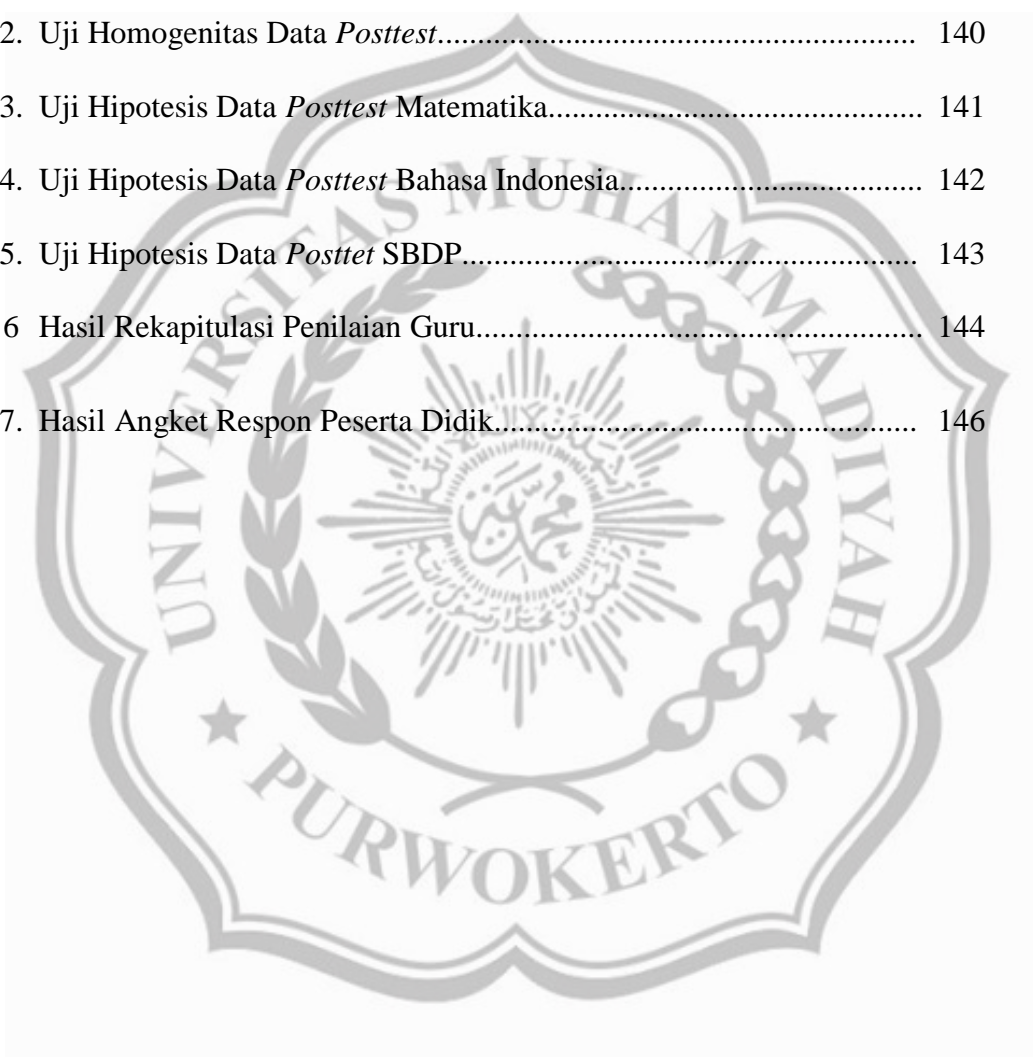 2. Uji Homogenitas Data Posttest............................................................. 140
3. Uji Hipotesis Data Posttest Matematika............................................... 141
4. Uji Hipotesis Data Posttest Bahasa Indonesia...................................... 142
5. Uji Hipotesis Data Posttet SBDP.......................................................... 143
6 Hasil Rekapitulasi Penilaian Guru......................................................... 144
7. Hasil Angket Respon Peserta Didik...................................................... 146
UNIVERSITAS MUHAMMADIYAH
PURWOKERTO